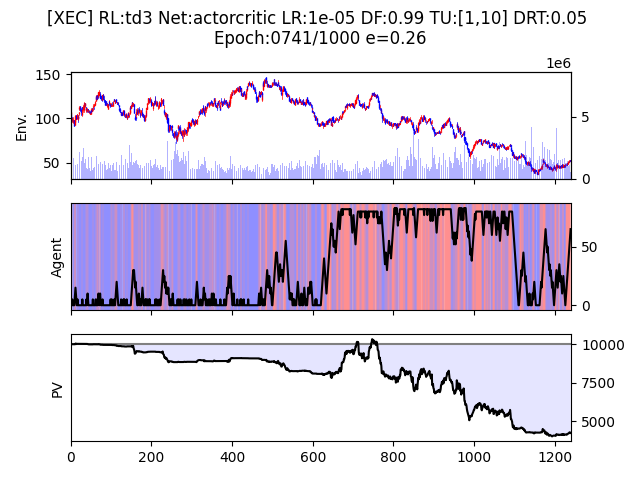 [XEC] RL:td3 Net:actorcritic LR:1e-05 DF:0.99 TU:[1,10] DRT:0.05
Epoch:0741/1000 e=0.26
1e6
150
100
50
Env.
5
0
Agent
50
0
PV
10000
7500
5000
0 200 400 600 800 1000 1200